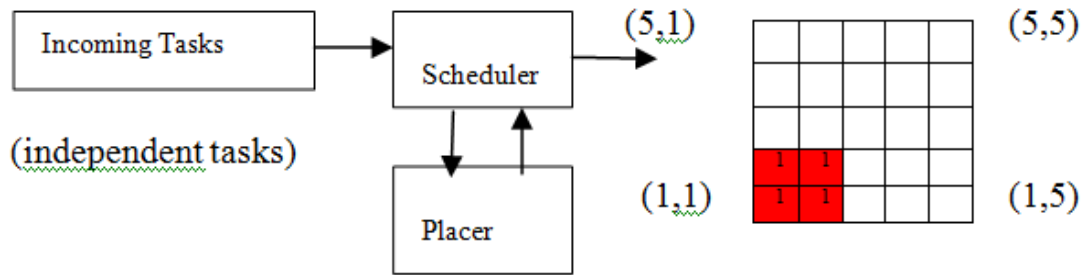 Incoming Tasks
(independent tasks)
Scheduler
Placer
(5,1)
(5,5)
1 1
1 1
(1,1)
(1,5)